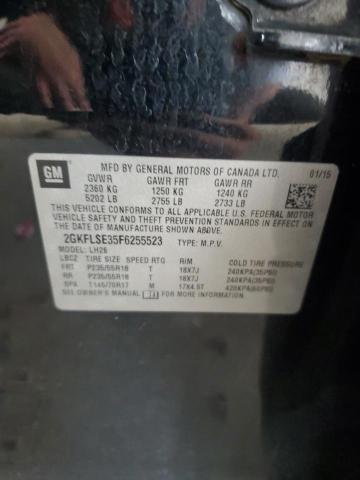 GM
MFD BY GENERAL MOTORS OF CANADA LTD. 01/15
GVWR GAWR FRT GAWR RR
2360 KG 1250 KG 1240 KG
5202 LB 2755 LB 2733 LB
THIS VEHICLE CONFORMS TO ALL APPLICABLE U.S. FEDERAL MOTOR
VEHICLE SAFETY AND THEFT PREVENTION STANDARDS IN EFFECT ON
THE DATE OF MANUFACTURE SHOWN ABOVE.
2GKFLSE35F6255523 TYPE: M.P.V.
MODEL: LH26
LBCZ TIRE SIZE SPEED RTG RIM COLD TIRE PRESSURE
FRT P235/55R18 T 18X7J 240KPA(35PSI)
RR P235/55R18 T 18X7J 240KPA(35PSI)
SPA T145/70R17 M 17X4.5T 420KPA(60PSI)
SEE OWNER'S MANUAL